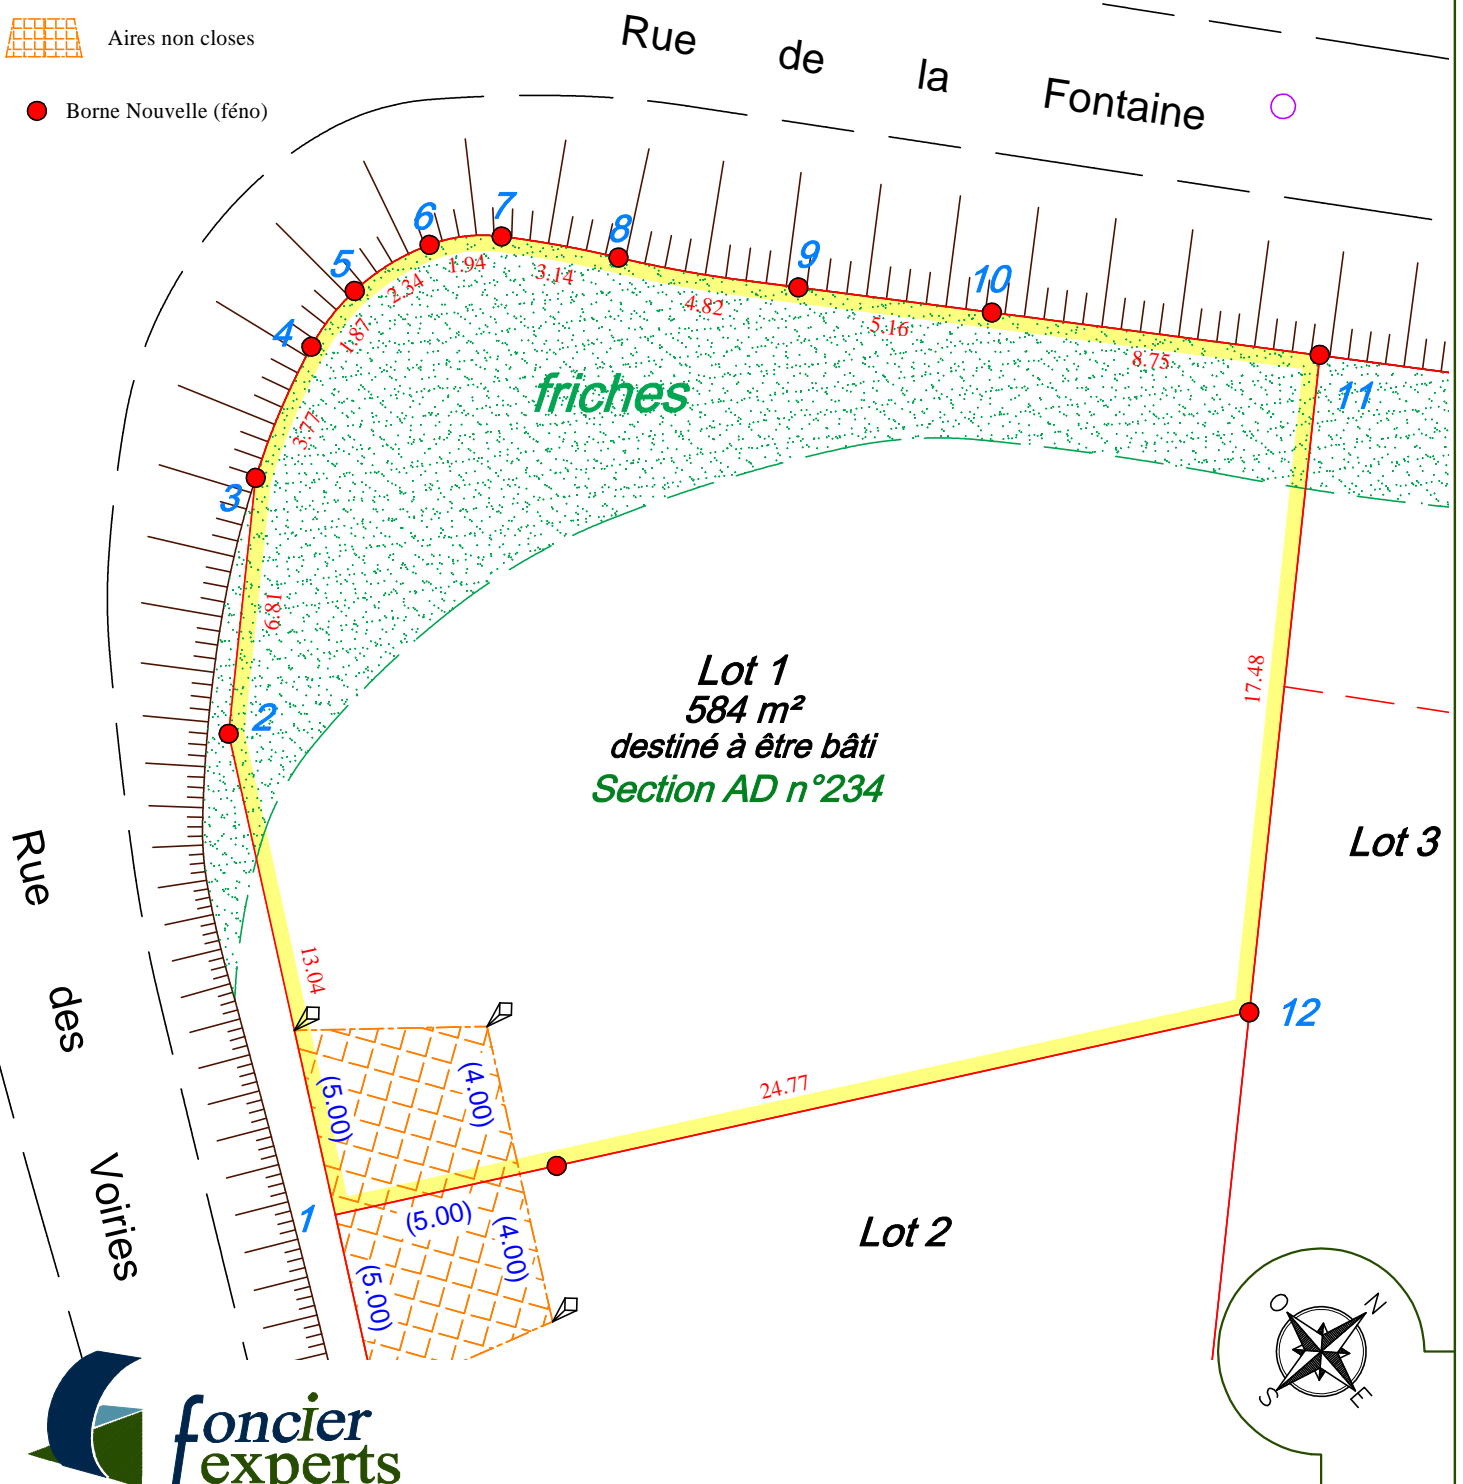 Aires non closes
Borne Nouvelle (féno)
Rue de la Fontaine
7
6
8
5
9
10
4
11
3
1.94
3.14
2.34
4.82
1.87
5.16
8.75
3.77
friches
6.81
2
17.48
Lot 1
584 m²
destiné à être bâti
Section AD n°234
Lot 3
Rue des Voiries
13.04
12
(5.00)
(4.00)
24.77
1
(5.00)
(4.00)
(5.00)
Lot 2
O
N
S
E
foncier
experts